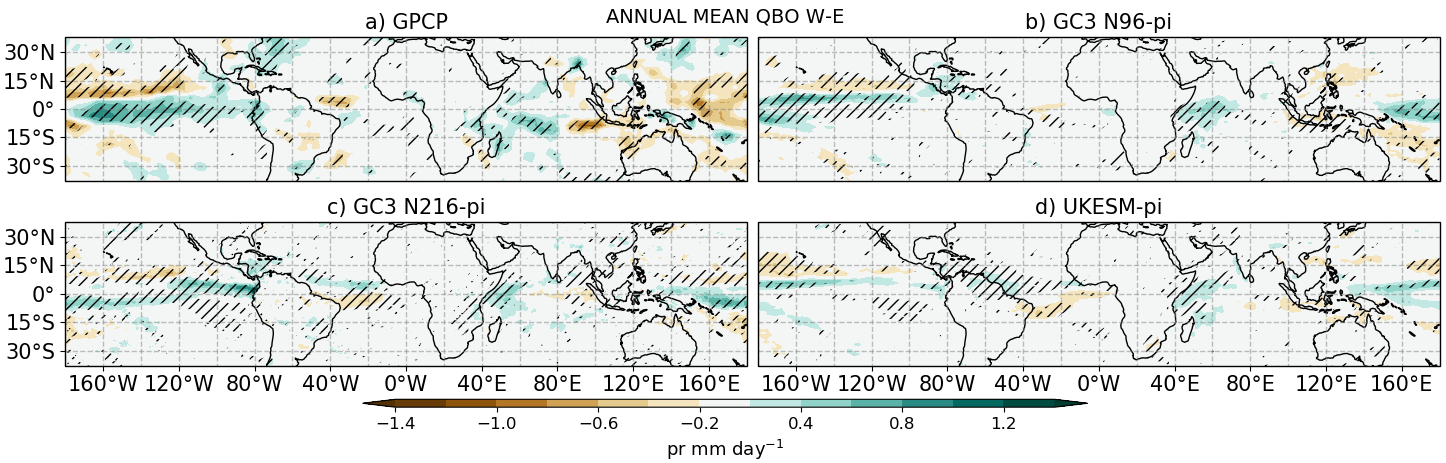 ANNUAL MEAN QBO W-E
a) GPCP
b) GC3 N96-pi
30°N
15°N
0°
15°S
30°S
c) GC3 N216-pi
d) UKESM-pi
30°N
15°N
0°
15°S
30°S
160°W 120°W 80°W 40°W 0°W 40°E 80°E 120°E 160°E
160°W 120°W 80°W 40°W 0°W 40°E 80°E 120°E 160°E
−1.4 −1.0 −0.6 −0.2 0.4 0.8 1.2
pr mm day⁻¹